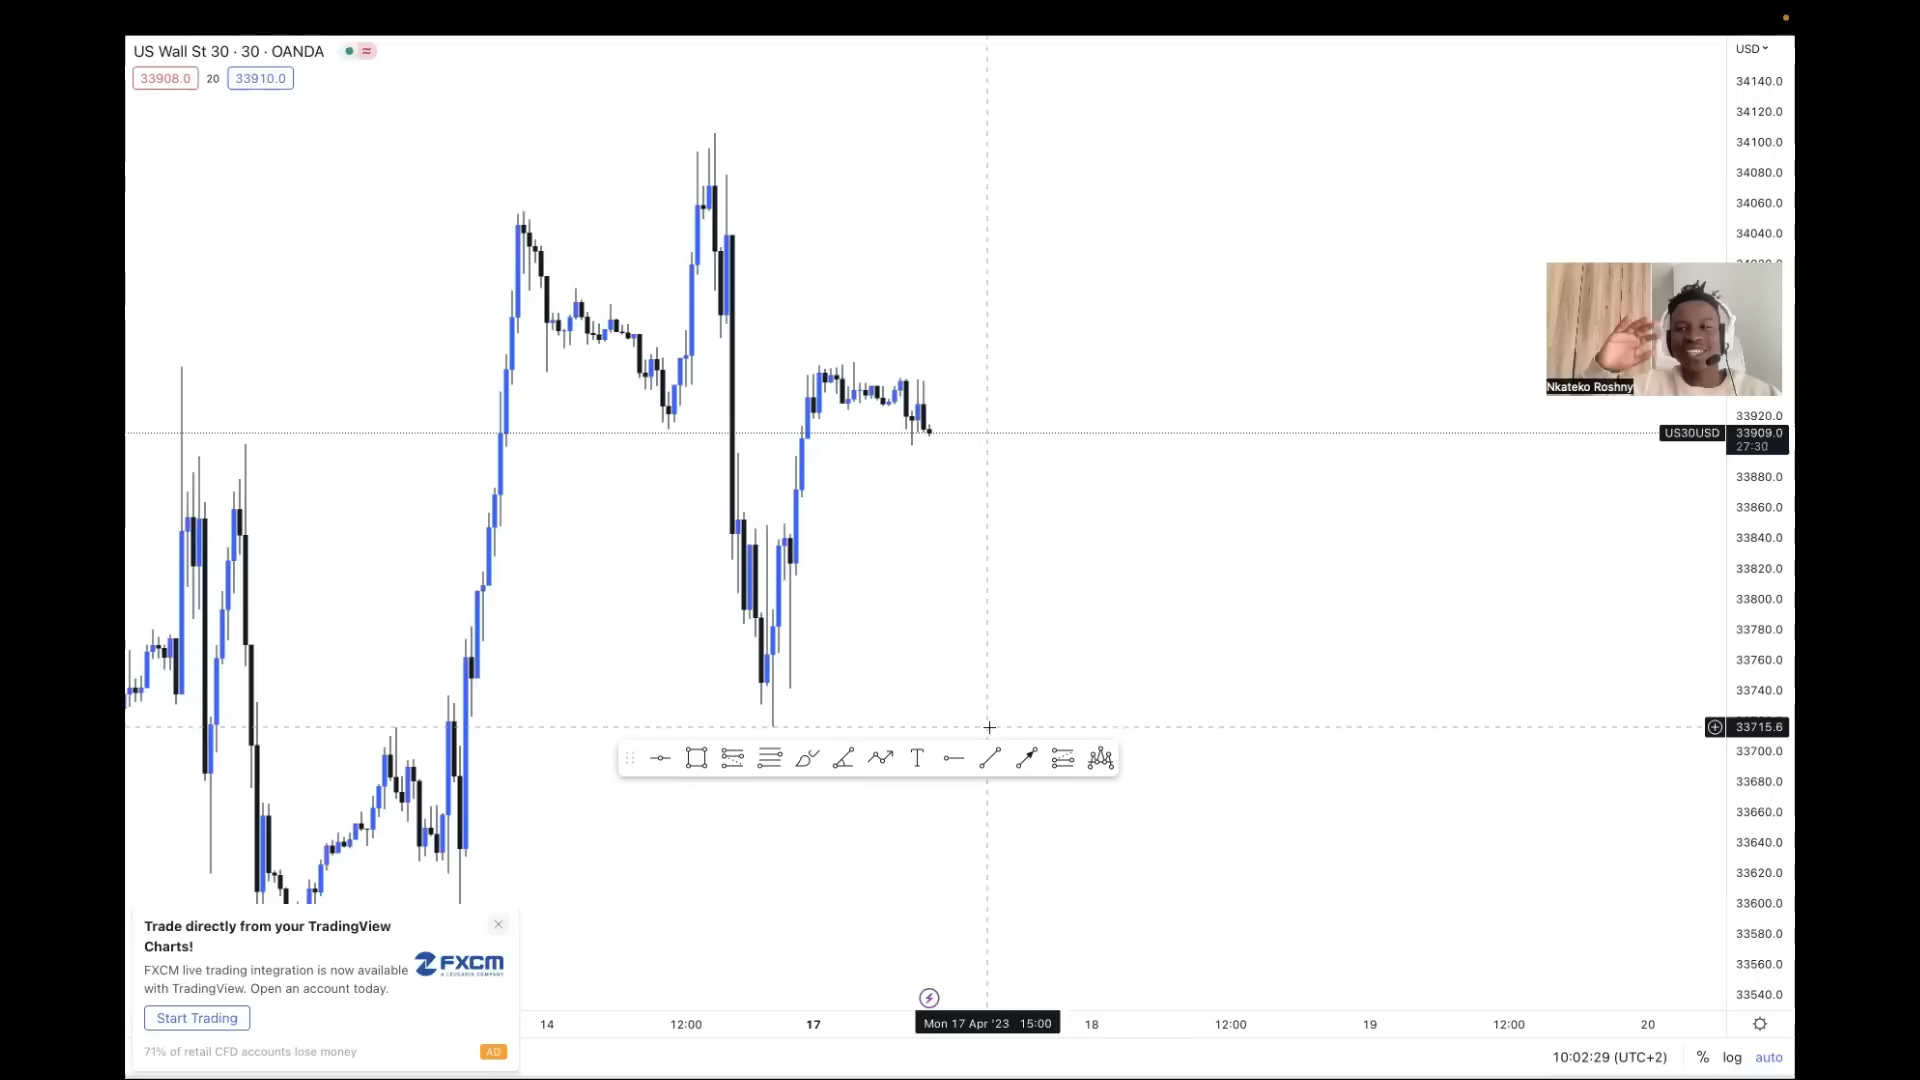 US Wall St 30 · 30 · OANDA
33908.0 20 33910.0
USD
34140.0
34120.0
34100.0
34080.0
34060.0
34040.0
Nkateko Roshny
33920.0
US30USD 33909.0
27:30
33880.0
33860.0
33840.0
33820.0
33800.0
33780.0
33760.0
33740.0
33715.6
33700.0
33680.0
33660.0
33640.0
33620.0
33600.0
33580.0
33560.0
33540.0
Trade directly from your TradingView
Charts!
FXCM live trading integration is now available
with TradingView. Open an account today.
FXCM
Start Trading
71% of retail CFD accounts lose money
AD
14 12:00 17 Mon 17 Apr '23 15:00 18 12:00 19 12:00 20
10:02:29 (UTC+2) % log auto